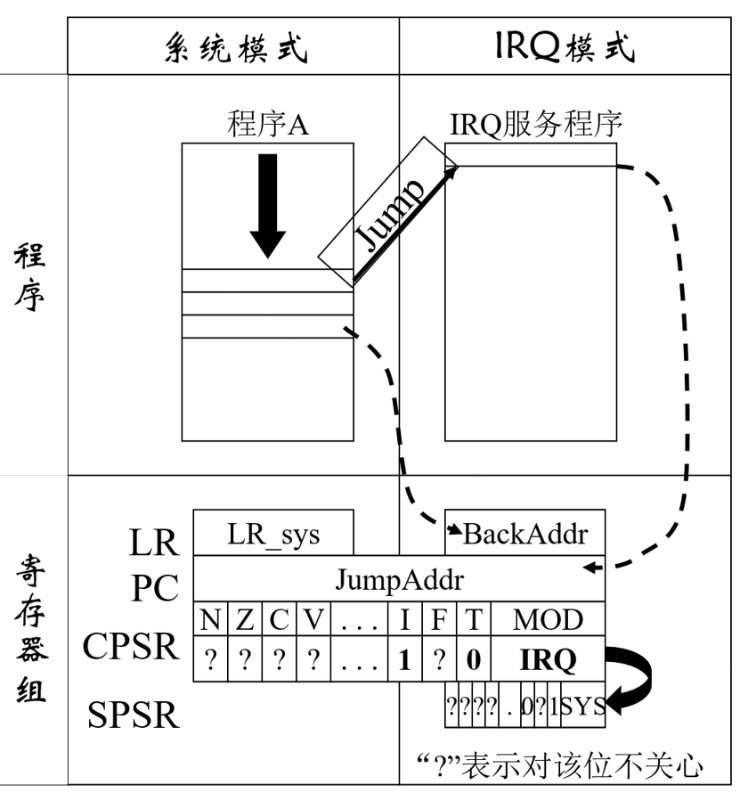 系统模式 IRQ模式
程序
程序A IRQ服务程序
Jump
寄存器组
LR LR_sys BackAddr
PC JumpAddr
N Z C V ... I F T MOD
CPSR ? ? ? ? ... 1 ? 0 IRQ
SPSR ???? . 0?1SYS
“?”表示对该位不关心